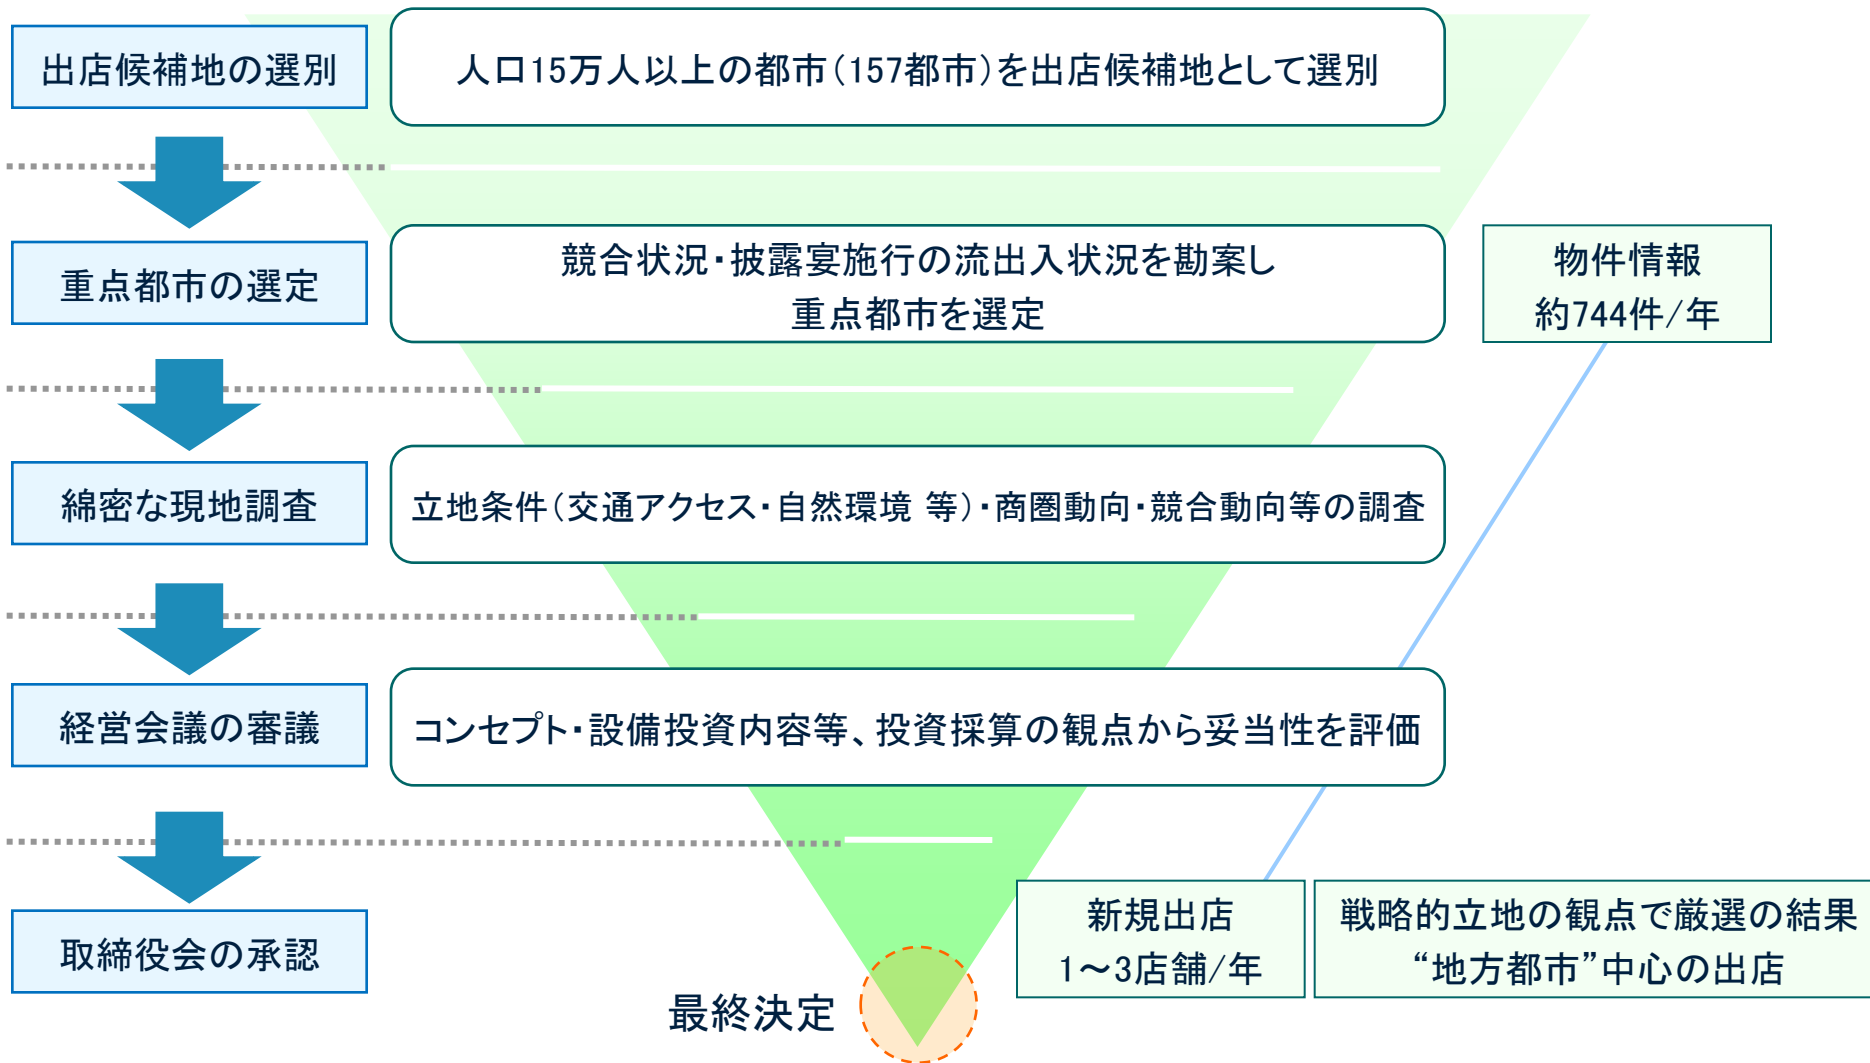 出店候補地の選別
人口15万人以上の都市(157都市)を出店候補地として選別
重点都市の選定
競合状況・披露宴施行の流出入状況を勘案し
重点都市を選定
物件情報
約744件/年
綿密な現地調査
立地条件(交通アクセス・自然環境 等)・商圏動向・競合動向等の調査
経営会議の審議
コンセプト・設備投資内容等、投資採算の観点から妥当性を評価
取締役会の承認
新規出店
1～3店舗/年
戦略的立地の観点で厳選の結果
“地方都市”中心の出店
最終決定